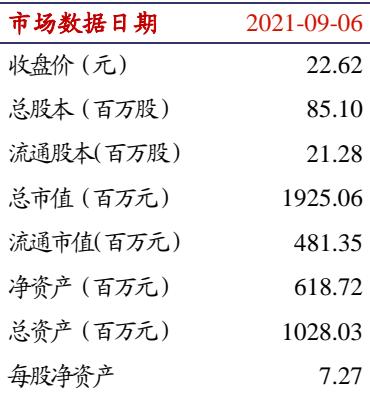 市场数据日期 2021-09-06
收盘价（元） 22.62
总股本（百万股） 85.10
流通股本(百万股） 21.28
总市值（百万元） 1925.06
流通市值(百万元） 481.35
净资产（百万元） 618.72
总资产（百万元） 1028.03
每股净资产 7.27